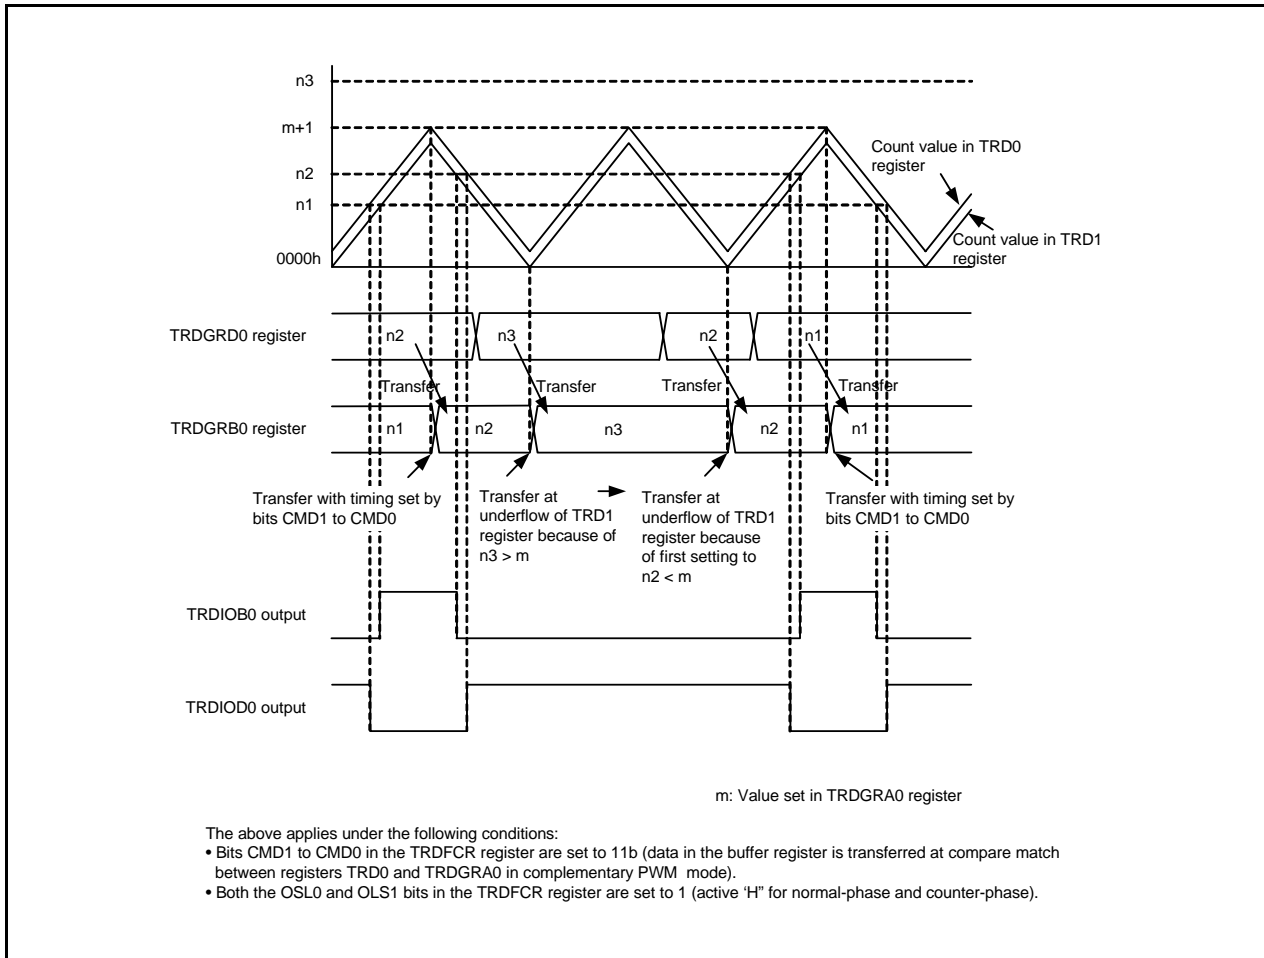 n3
m+1
n2
n1
0000h
Count value in TRD0
register
Count value in TRD1
register
TRDGRD0 register
n2
n3
n2
n1
Transfer
Transfer
Transfer
Transfer
TRDGRB0 register
n1
n2
n3
n2
n1
Transfer with timing set by
bits CMD1 to CMD0
Transfer at
underflow of TRD1
register because of
n3 > m
Transfer at
underflow of TRD1
register because
of first setting to
n2 < m
Transfer with timing set by
bits CMD1 to CMD0
TRDIOB0 output
TRDIOD0 output
m: Value set in TRDGRA0 register
The above applies under the following conditions:
• Bits CMD1 to CMD0 in the TRDFCR register are set to 11b (data in the buffer register is transferred at compare match
between registers TRD0 and TRDGRA0 in complementary PWM mode).
• Both the OSL0 and OLS1 bits in the TRDFCR register are set to 1 (active ‘H” for normal-phase and counter-phase).